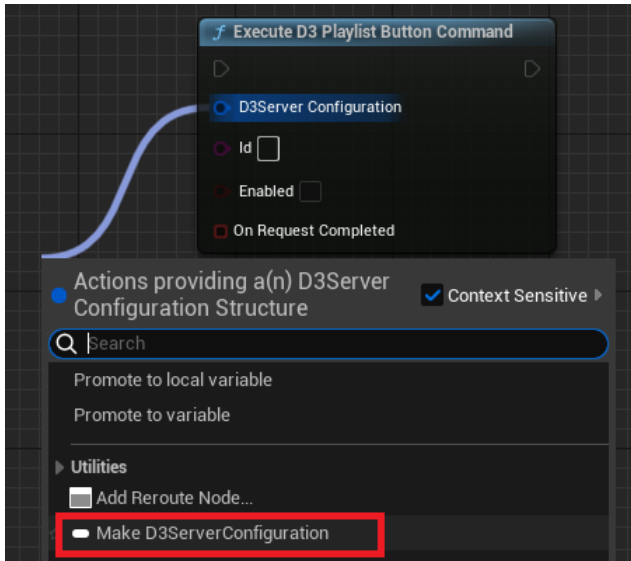 f Execute D3 Playlist Button Command
D3Server Configuration
Id
Enabled
On Request Completed
Actions providing a(n) D3Server
Configuration Structure
Context Sensitive
Search
Promote to local variable
Promote to variable
Utilities
Add Reroute Node...
Make D3ServerConfiguration